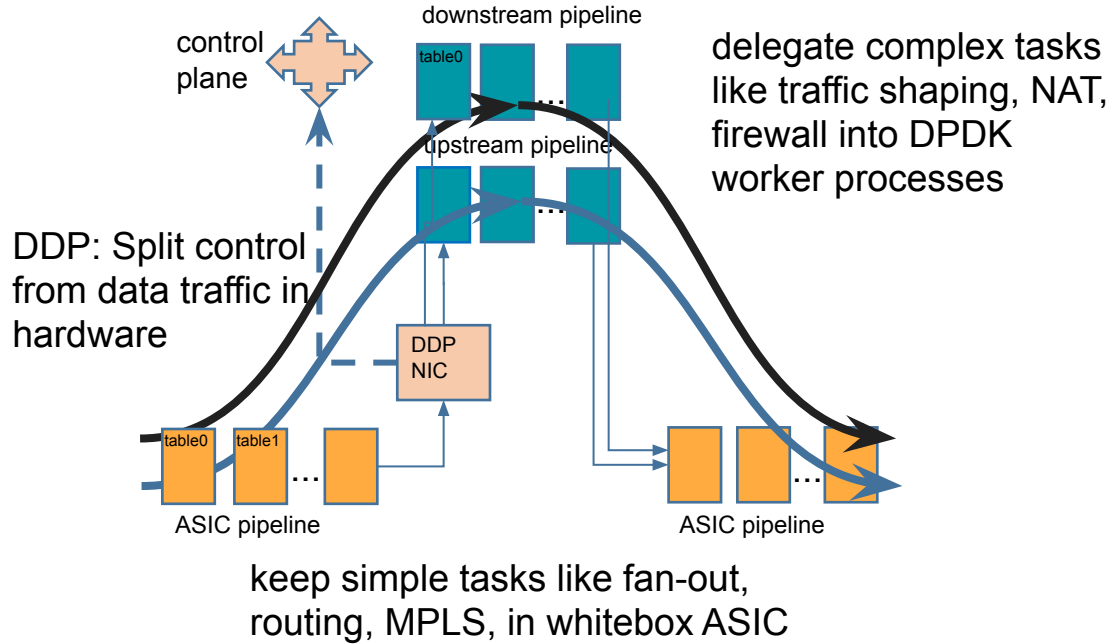 downstream pipeline
control
plane
table0
...
delegate complex tasks
like traffic shaping, NAT,
firewall into DPDK
worker processes
upstream pipeline
...
DDP: Split control
from data traffic in
hardware
DDP
NIC
table0
table1
...
...
ASIC pipeline
ASIC pipeline
keep simple tasks like fan-out,
routing, MPLS, in whitebox ASIC